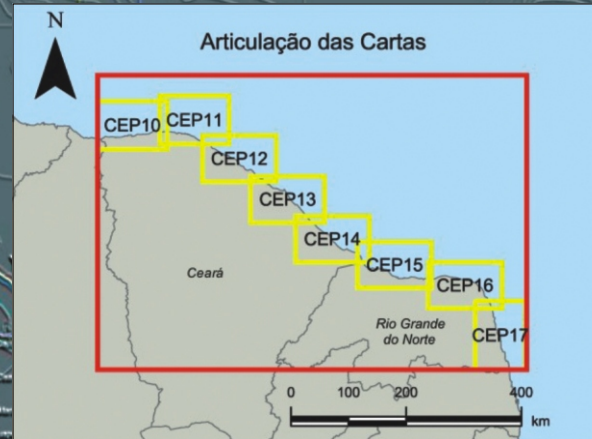 N
Articulação das Cartas
CEP10
CEP11
CEP12
CEP13
CEP14
CEP15
CEP16
CEP17
Ceará
Rio Grande
do Norte
0 100 200 400
km